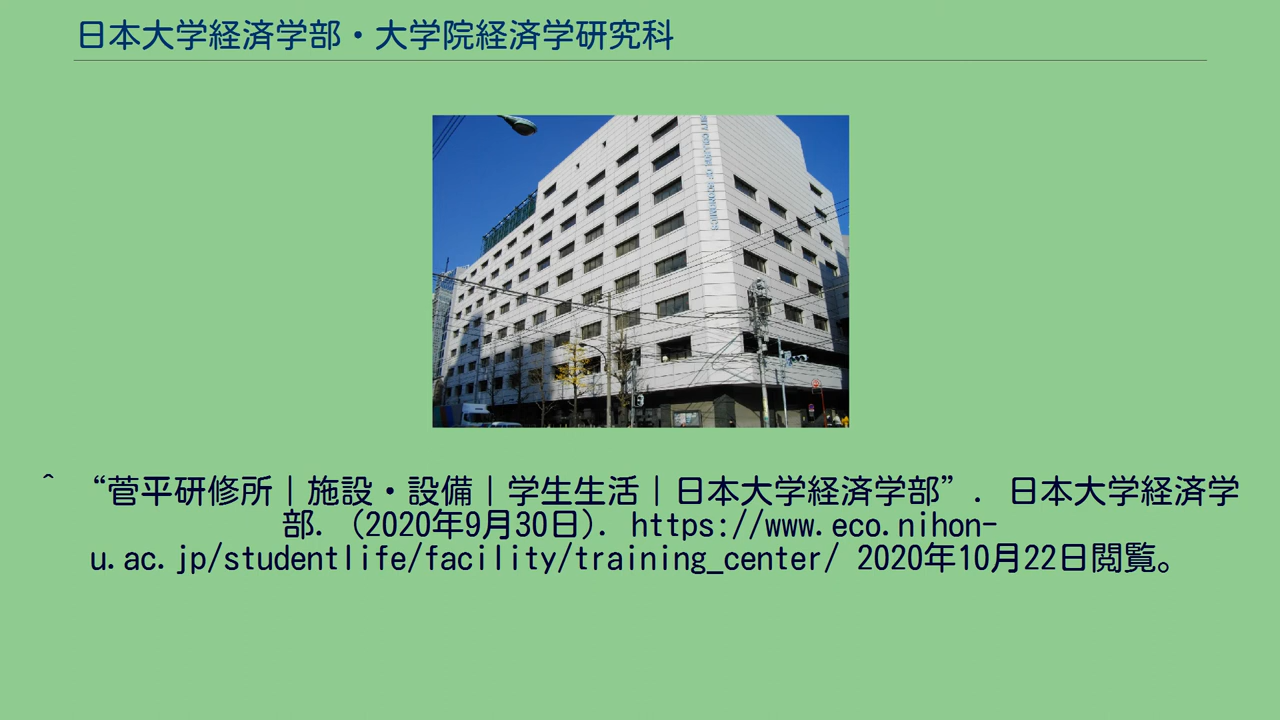 日本大学経済学部・大学院経済学研究科
^ “菅平研修所｜施設・設備｜学生生活｜日本大学経済学部”. 日本大学経済学
部. (2020年9月30日). https://www.eco.nihon-
u.ac.jp/studentlife/facility/training_center/ 2020年10月22日閲覧。